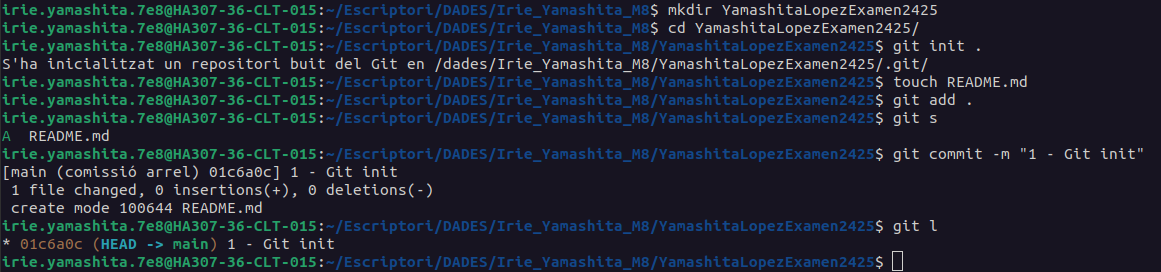 irie.yamashita.7e8@HA307-36-CLT-015:~/Escriptori/DADES/Irie_Yamashita_M8$ mkdir YamashitaLopezExamen2425
irie.yamashita.7e8@HA307-36-CLT-015:~/Escriptori/DADES/Irie_Yamashita_M8$ cd YamashitaLopezExamen2425/
irie.yamashita.7e8@HA307-36-CLT-015:~/Escriptori/DADES/Irie_Yamashita_M8/YamashitaLopezExamen2425$ git init .
S'ha inicialitzat un repositori buit del Git en /dades/Irie_Yamashita_M8/YamashitaLopezExamen2425/.git/
irie.yamashita.7e8@HA307-36-CLT-015:~/Escriptori/DADES/Irie_Yamashita_M8/YamashitaLopezExamen2425$ touch README.md
irie.yamashita.7e8@HA307-36-CLT-015:~/Escriptori/DADES/Irie_Yamashita_M8/YamashitaLopezExamen2425$ git add .
irie.yamashita.7e8@HA307-36-CLT-015:~/Escriptori/DADES/Irie_Yamashita_M8/YamashitaLopezExamen2425$ git s
A  README.md
irie.yamashita.7e8@HA307-36-CLT-015:~/Escriptori/DADES/Irie_Yamashita_M8/YamashitaLopezExamen2425$ git commit -m "1 - Git init"
[main (comissió arrel) 01c6a0c] 1 - Git init
 1 file changed, 0 insertions(+), 0 deletions(-)
 create mode 100644 README.md
irie.yamashita.7e8@HA307-36-CLT-015:~/Escriptori/DADES/Irie_Yamashita_M8/YamashitaLopezExamen2425$ git l
* 01c6a0c (HEAD -> main) 1 - Git init
irie.yamashita.7e8@HA307-36-CLT-015:~/Escriptori/DADES/Irie_Yamashita_M8/YamashitaLopezExamen2425$